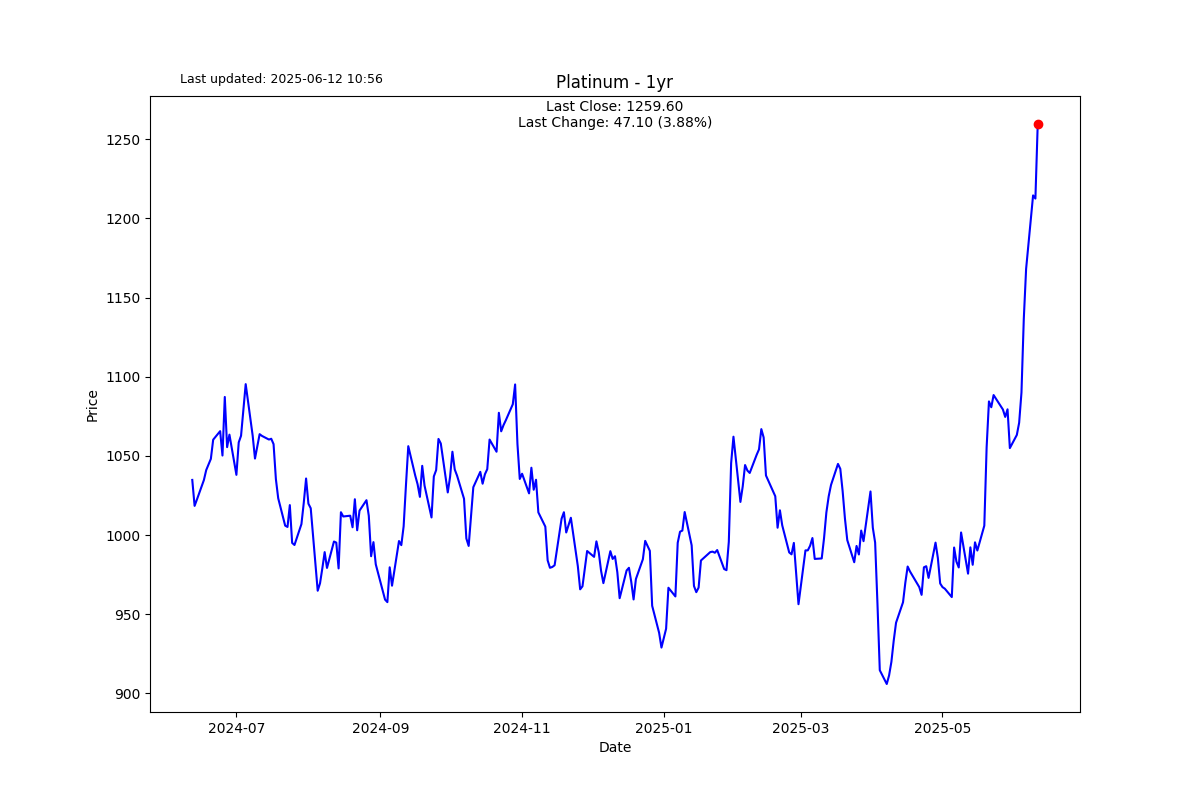 Last updated: 2025-06-12 10:56
Platinum - 1yr
Last Close: 1259.60
Last Change: 47.10 (3.88%)
1250
1200
1150
1100
1050
1000
950
900
Price
2024-07
2024-09
2024-11
2025-01
2025-03
2025-05
Date